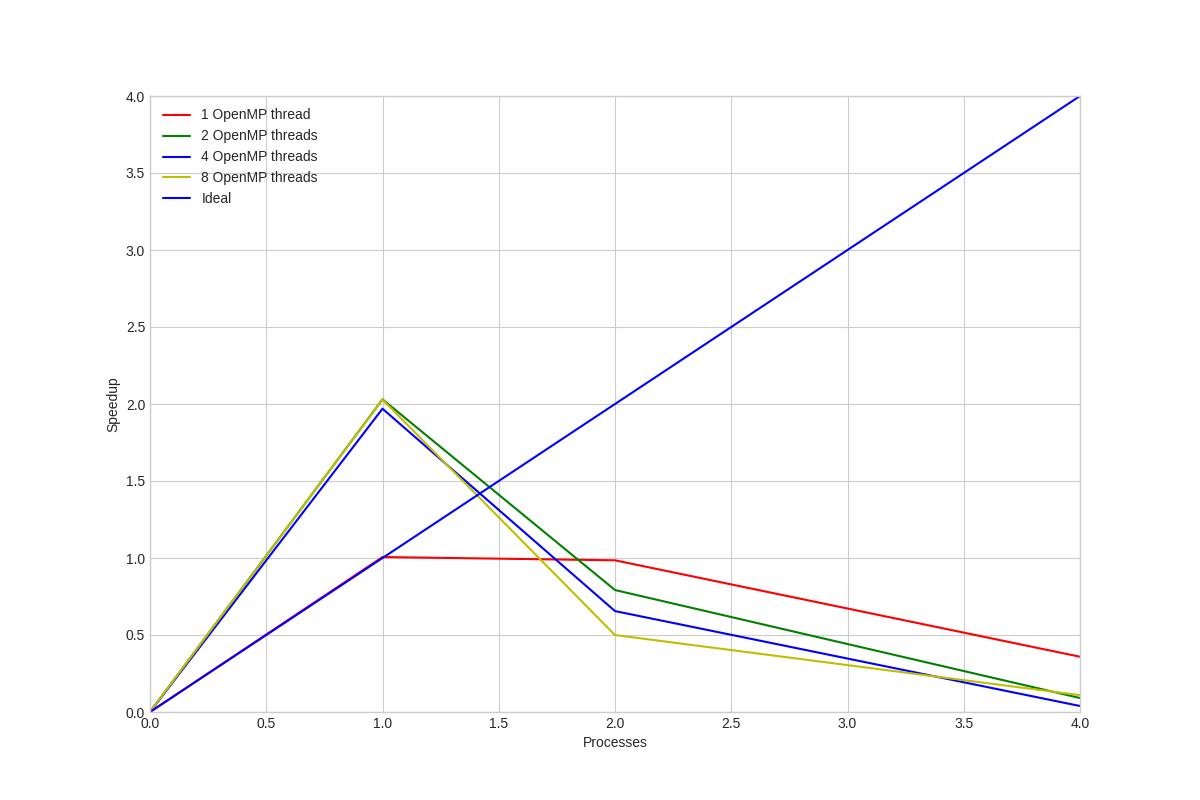 4.0
3.5
3.0
2.5
2.0
1.5
1.0
0.5
0.0
Speedup
1 OpenMP thread
2 OpenMP threads
4 OpenMP threads
8 OpenMP threads
Ideal
0.0 0.5 1.0 1.5 2.0 2.5 3.0 3.5 4.0
Processes